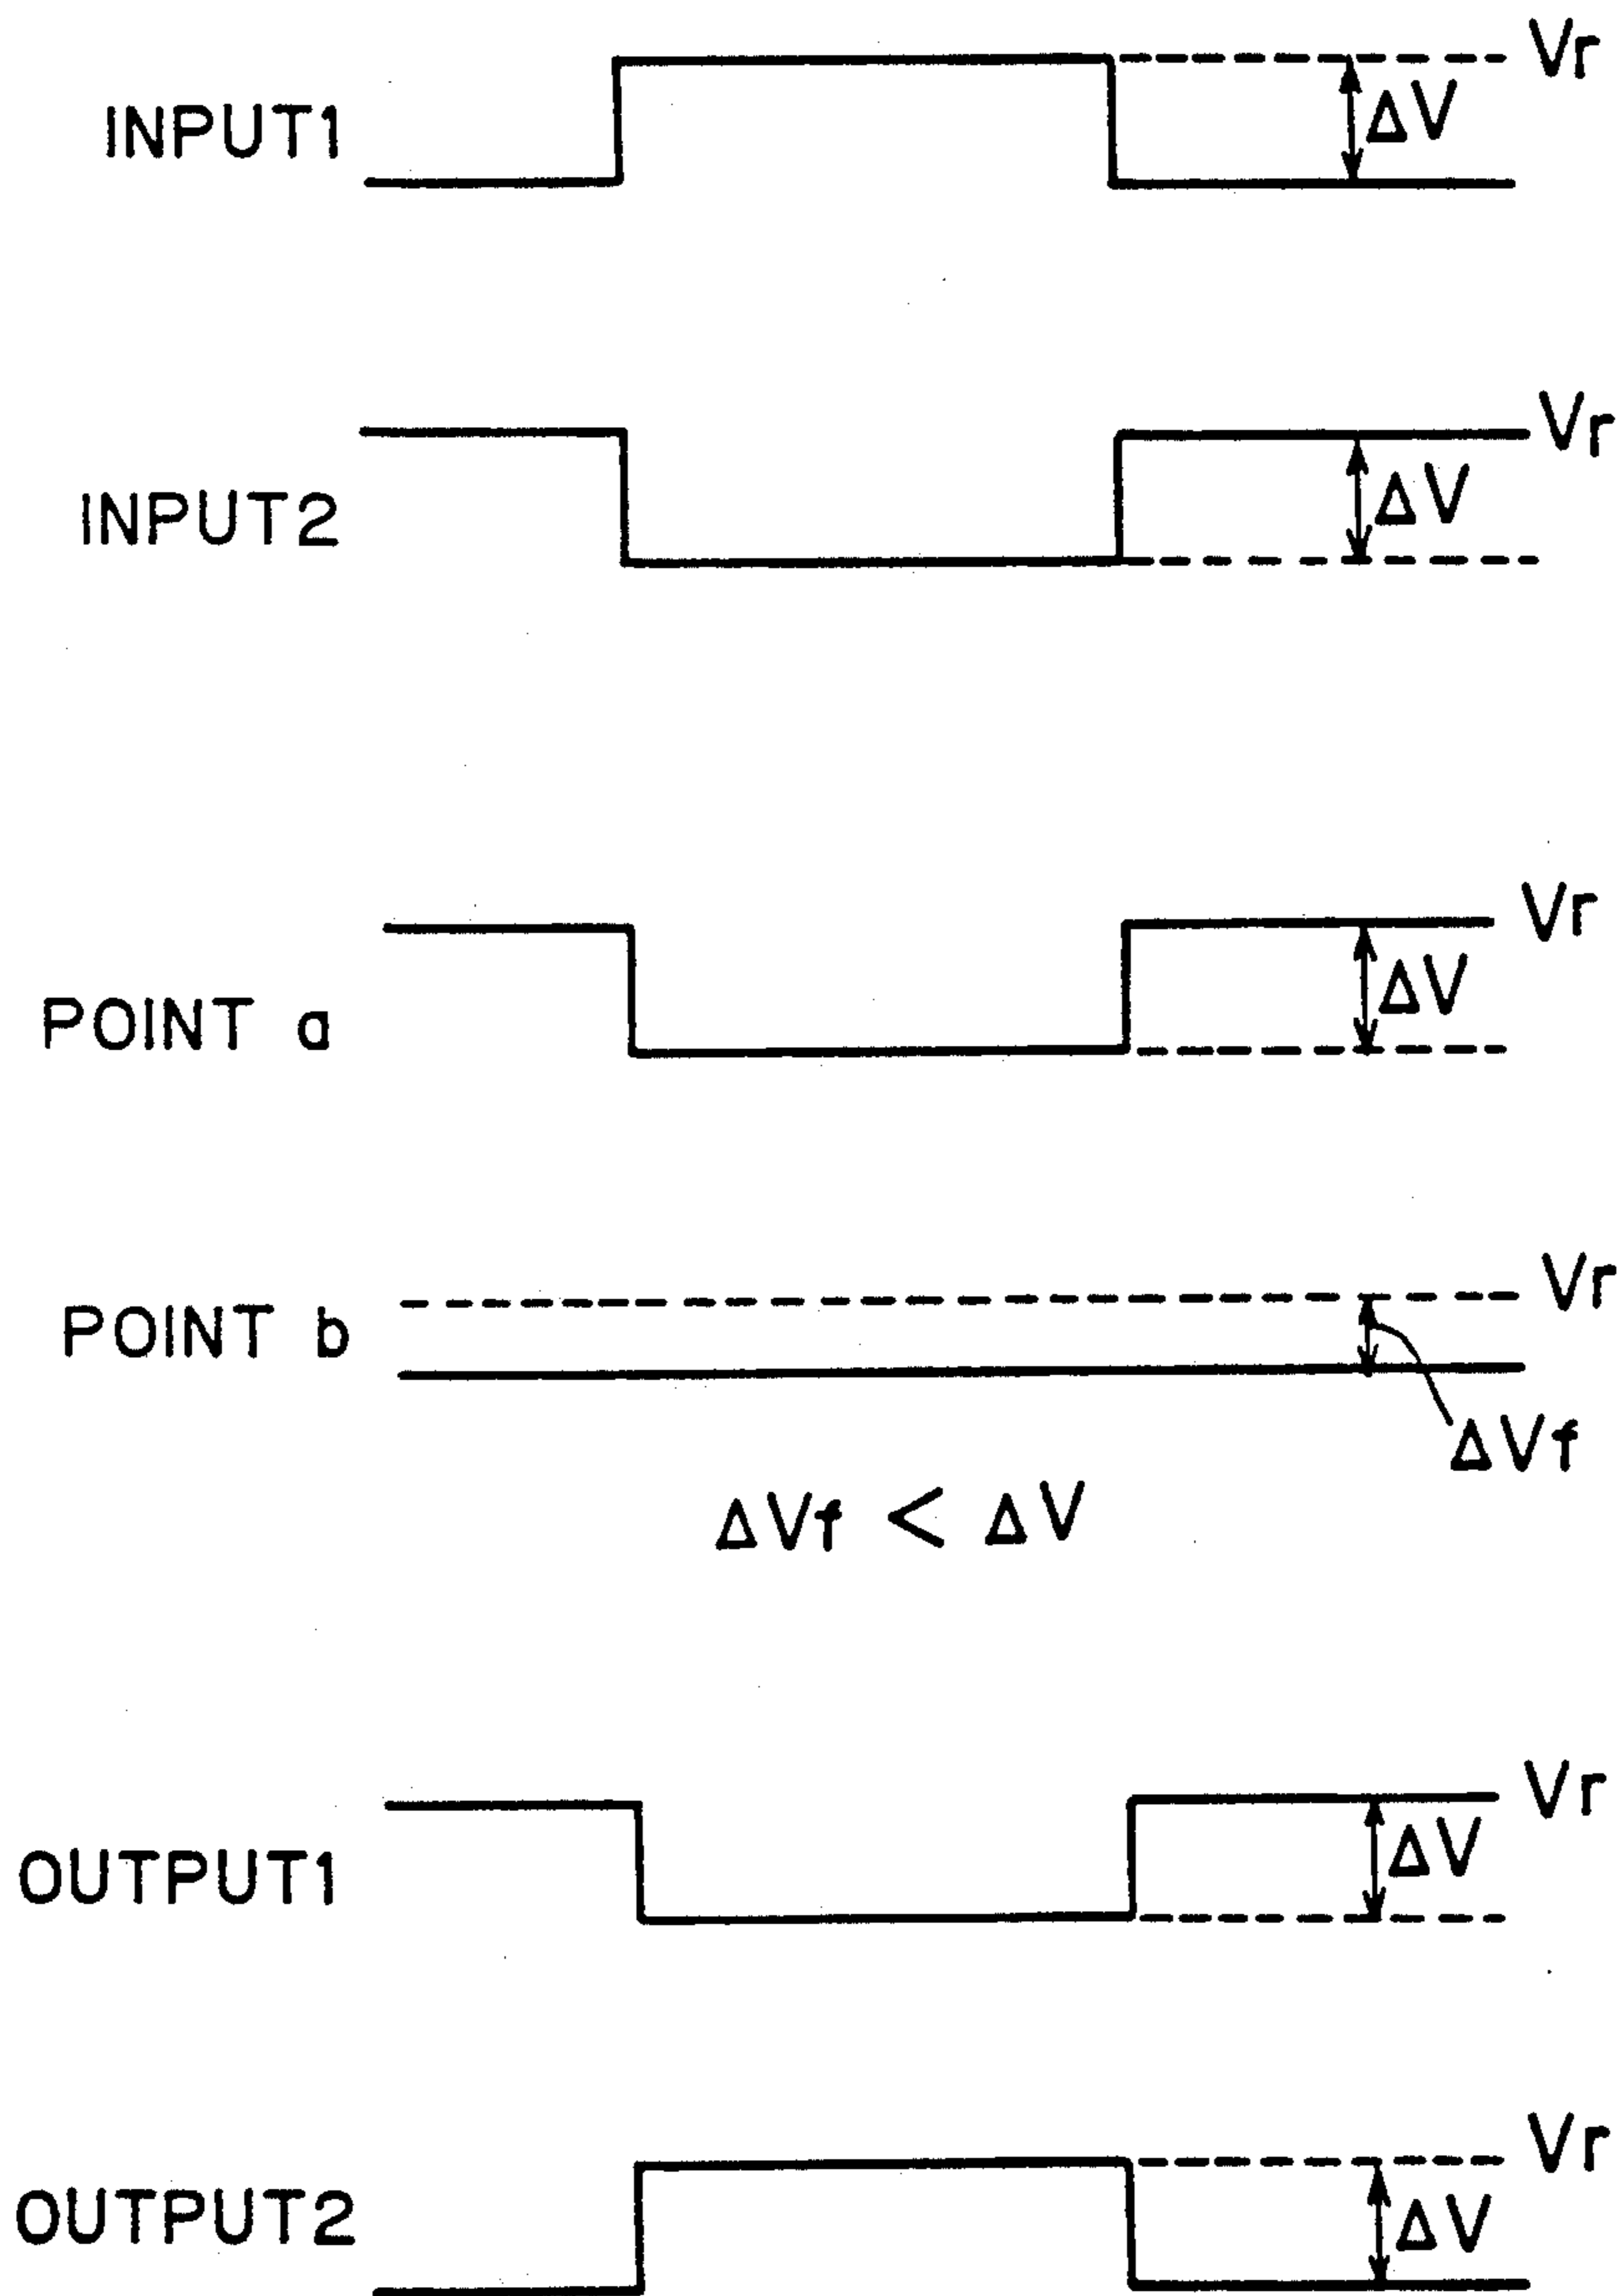 Vr
INPUT1
ΔV
Vr
INPUT2
ΔV
Vr
POINT a
ΔV
Vr
POINT b
ΔVf
ΔVf < ΔV
Vr
OUTPUT1
ΔV
Vr
OUTPUT2
ΔV